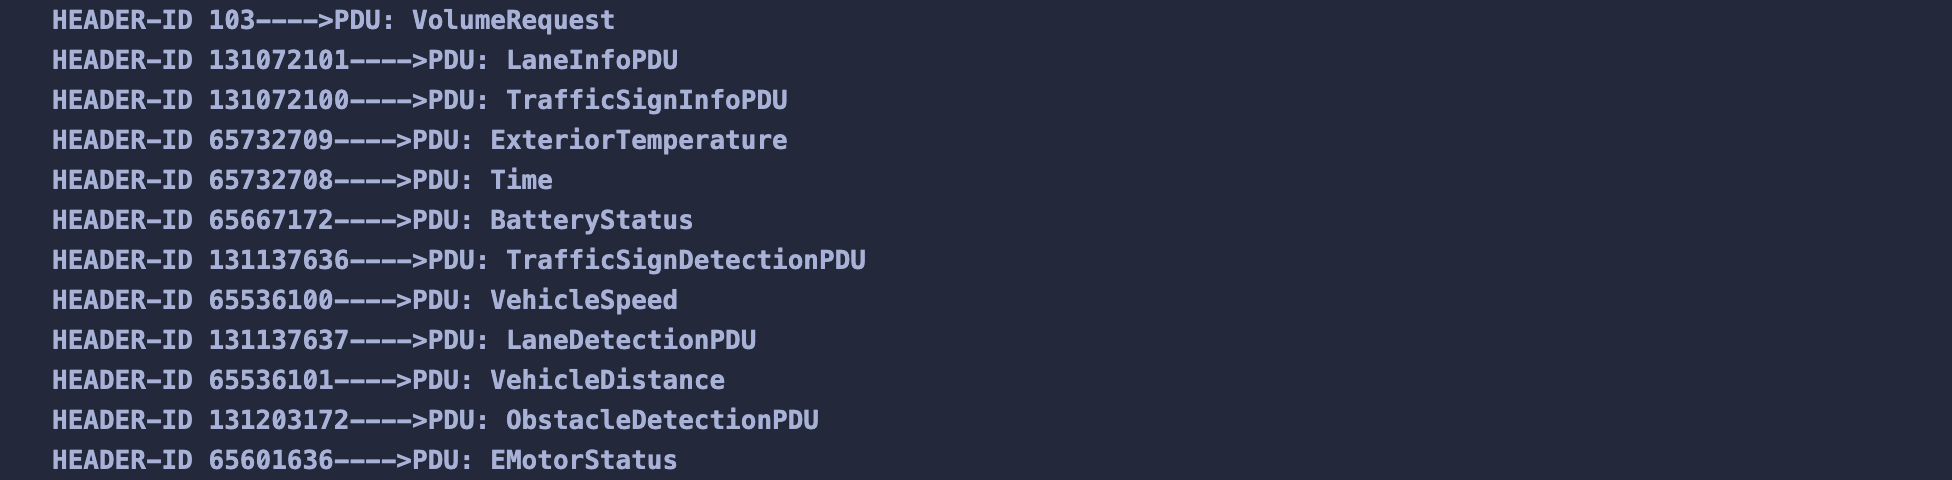 HEADER-ID 103---->PDU: VolumeRequest
HEADER-ID 131072101---->PDU: LaneInfoPDU
HEADER-ID 131072100---->PDU: TrafficSignInfoPDU
HEADER-ID 65732709---->PDU: ExteriorTemperature
HEADER-ID 65732708---->PDU: Time
HEADER-ID 65667172---->PDU: BatteryStatus
HEADER-ID 131137636---->PDU: TrafficSignDetectionPDU
HEADER-ID 65536100---->PDU: VehicleSpeed
HEADER-ID 131137637---->PDU: LaneDetectionPDU
HEADER-ID 65536101---->PDU: VehicleDistance
HEADER-ID 131203172---->PDU: ObstacleDetectionPDU
HEADER-ID 65601636---->PDU: EMotorStatus